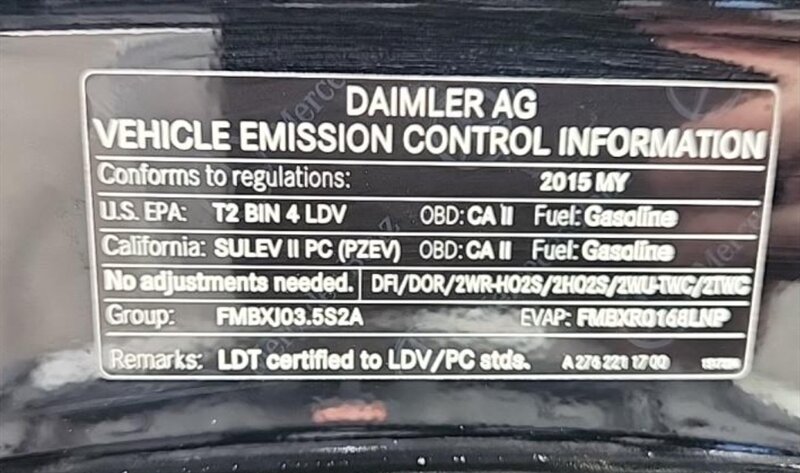 DAIMLER AG
VEHICLE EMISSION CONTROL INFORMATION
Conforms to regulations: 2015 MY
U.S. EPA: T2 BIN 4 LDV OBD: CA II Fuel: Gasoline
California: SULEV II PC (PZEV) OBD: CA II Fuel: Gasoline
No adjustments needed. DFI/DOR/2WR-HO2S/2HO2S/2WU-TWC/2TWC
Group: FMBXJ03.5S2A EVAP: FMBXR0168LNP
Remarks: LDT certified to LDV/PC stds. A 276 221 17 00